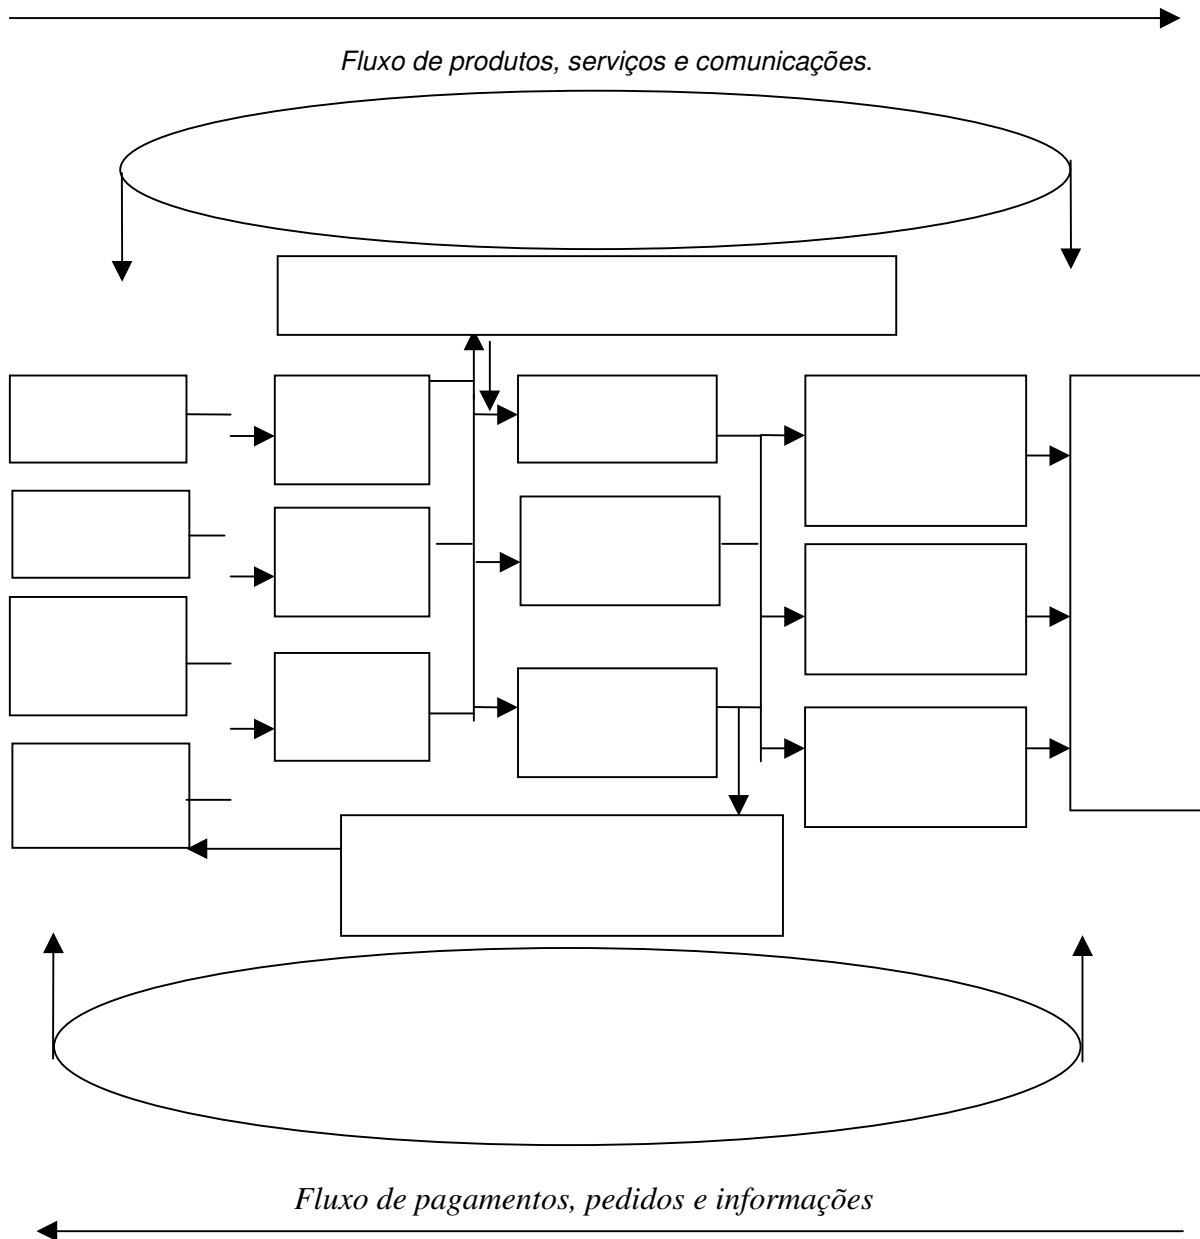 Fluxo de produtos, serviços e comunicações.
Fluxo de pagamentos, pedidos e informações